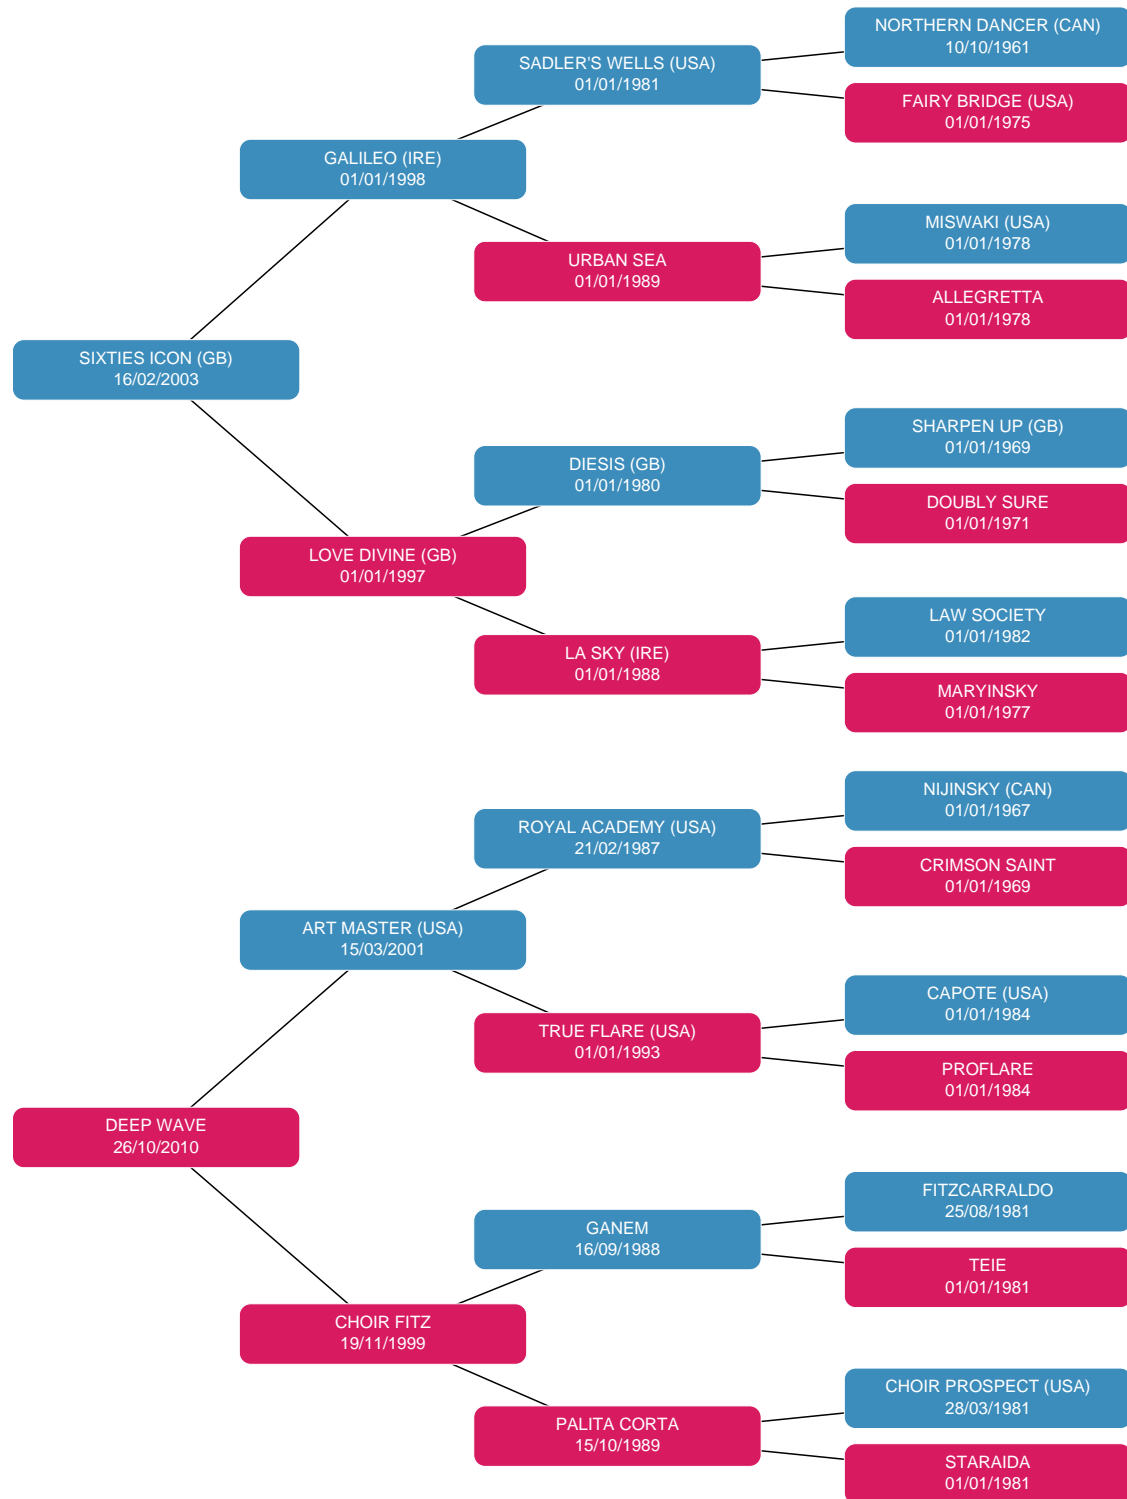 NORTHERN DANCER (CAN)
10/10/1961
SADLER'S WELLS (USA)
01/01/1981
FAIRY BRIDGE (USA)
01/01/1975
GALILEO (IRE)
01/01/1998
MISWAKI (USA)
01/01/1978
URBAN SEA
01/01/1989
ALLEGRETTA
01/01/1978
SIXTIES ICON (GB)
16/02/2003
SHARPEN UP (GB)
01/01/1969
DIESIS (GB)
01/01/1980
DOUBLY SURE
01/01/1971
LOVE DIVINE (GB)
01/01/1997
LAW SOCIETY
01/01/1982
LA SKY (IRE)
01/01/1988
MARYINSKY
01/01/1977
NIJINSKY (CAN)
01/01/1967
ROYAL ACADEMY (USA)
21/02/1987
CRIMSON SAINT
01/01/1969
ART MASTER (USA)
15/03/2001
CAPOTE (USA)
01/01/1984
TRUE FLARE (USA)
01/01/1993
PROFLARE
01/01/1984
DEEP WAVE
26/10/2010
FITZCARRALDO
25/08/1981
GANEM
16/09/1988
TEIE
01/01/1981
CHOIR FITZ
19/11/1999
CHOIR PROSPECT (USA)
28/03/1981
PALITA CORTA
15/10/1989
STARAIDA
01/01/1981